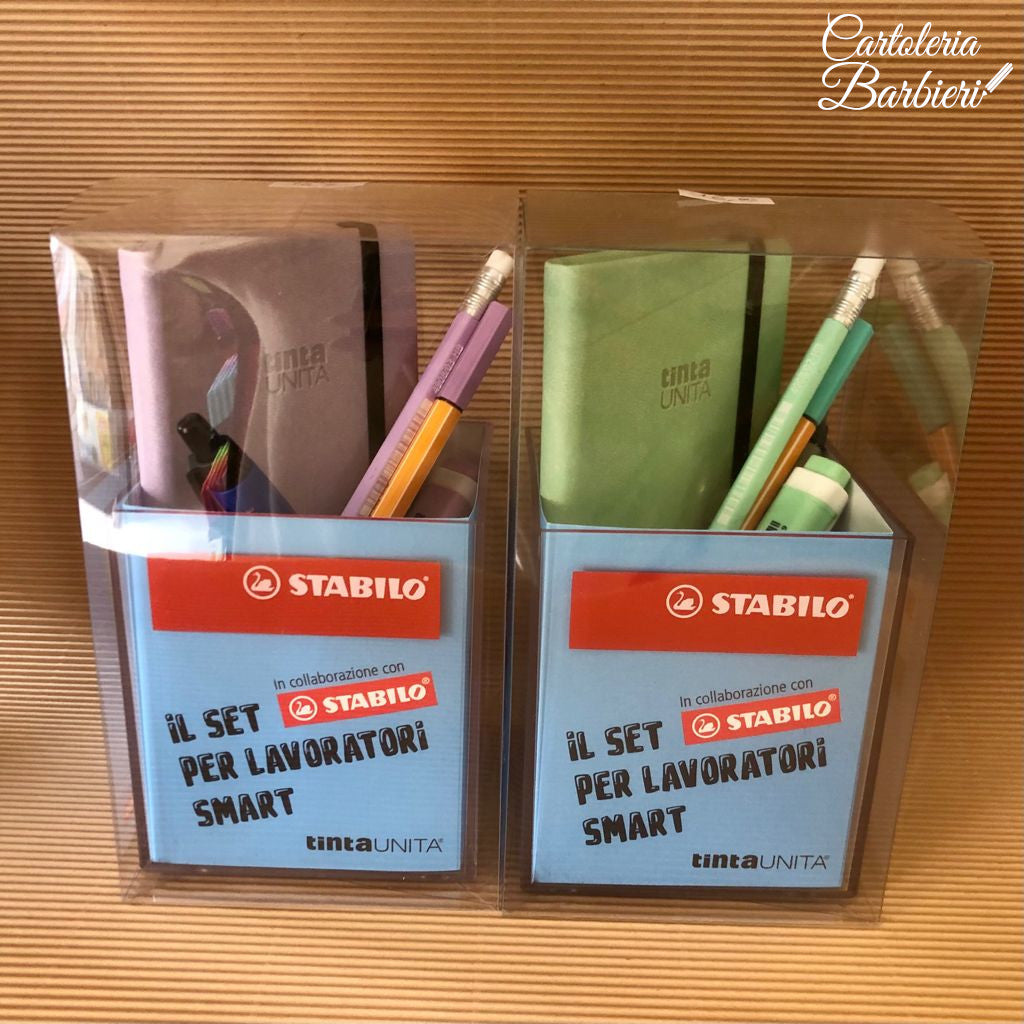 Cartoleria
Barbieri
tinta
UNITA
STABILO®
In collaborazione con
STABILO®
iL SET
PER LAVORATORi
SMART
tintaUNITA®
tinta
UNITA
STABILO®
In collaborazione con
STABILO®
iL SET
PER LAVORATORi
SMART
tintaUNITA®